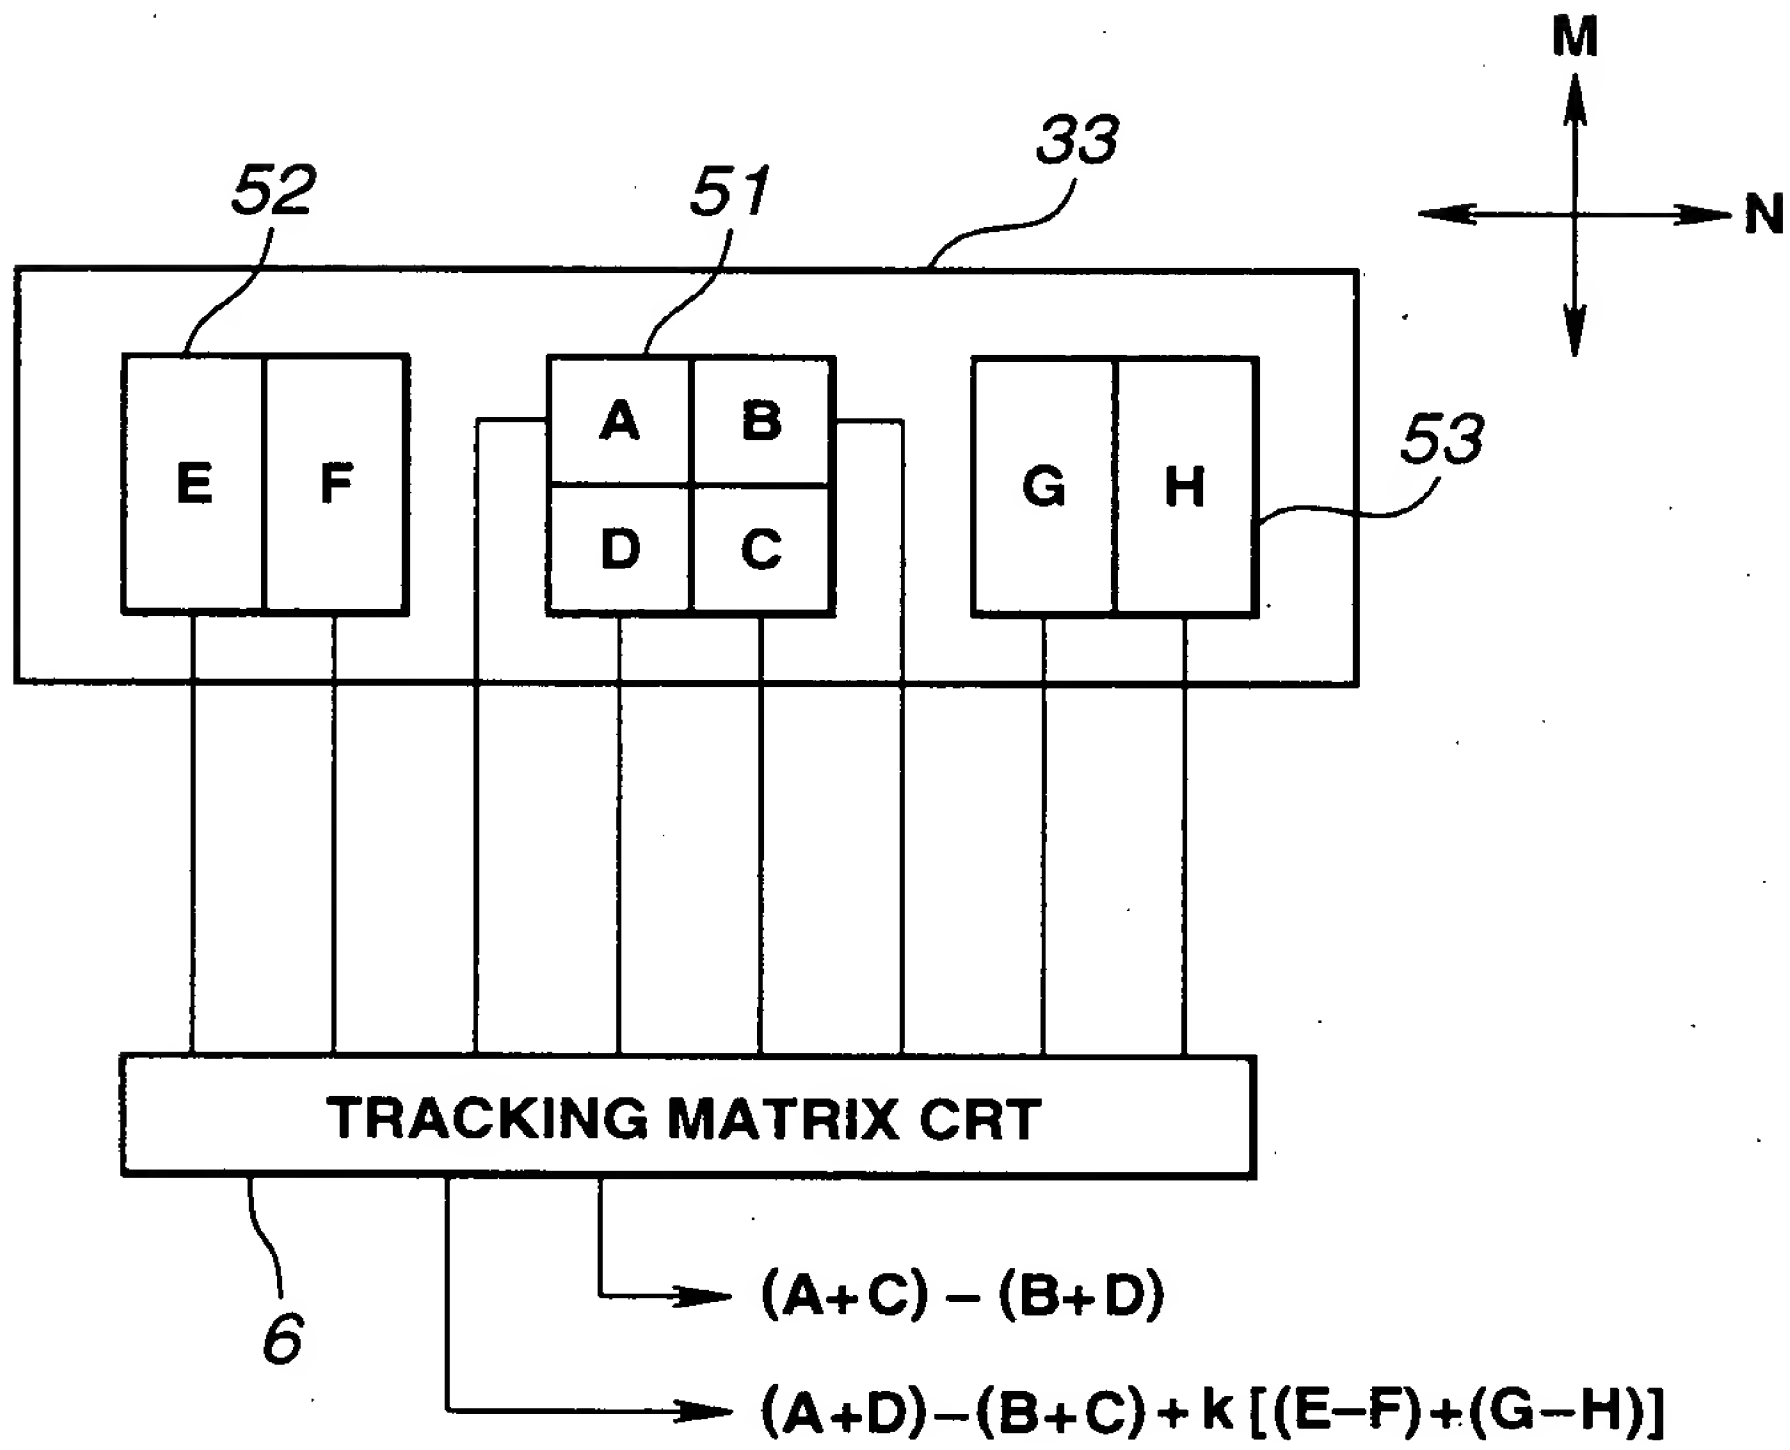 M
33
52
51
N
A
B
53
E
F
G
H
D
C
TRACKING MATRIX CRT
(A+C) – (B+D)
6
(A+D)–(B+C)+k [(E–F)+(G–H)]